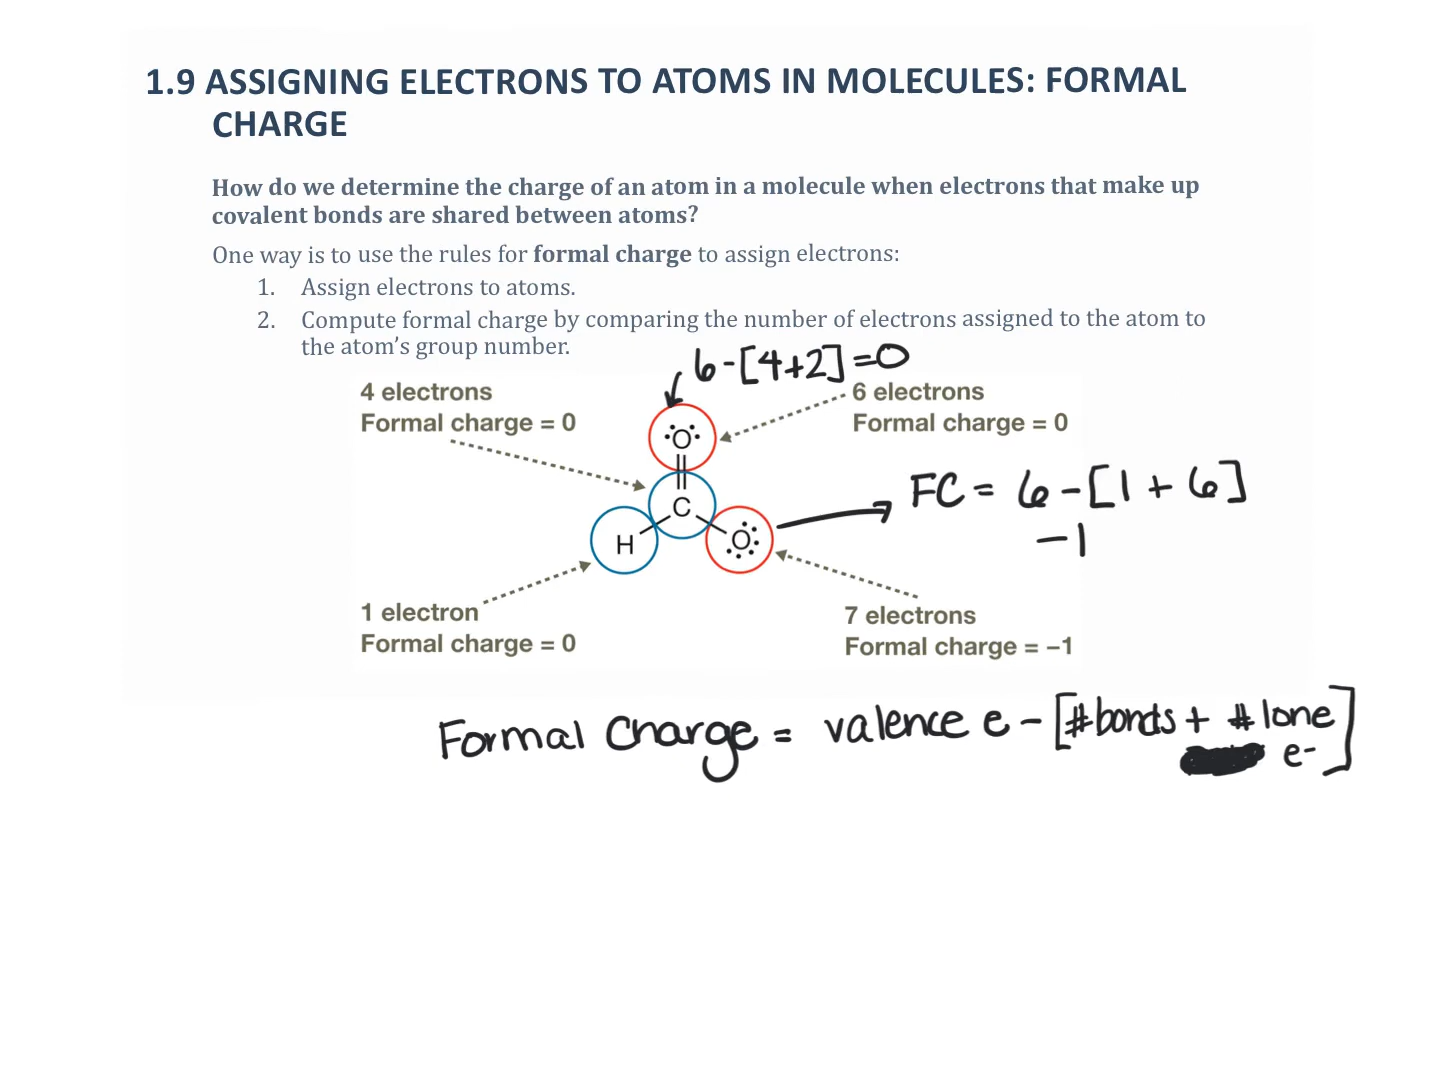 1.9 ASSIGNING ELECTRONS TO ATOMS IN MOLECULES: FORMAL
CHARGE
How do we determine the charge of an atom in a molecule when electrons that make up
covalent bonds are shared between atoms?
One way is to use the rules for formal charge to assign electrons:
1. Assign electrons to atoms.
2. Compute formal charge by comparing the number of electrons assigned to the atom to
the atom's group number.
6-[4+2]=0
4 electrons
Formal charge = 0
6 electrons
Formal charge = 0
O
C
H
O
FC = 6-[1+6]
-1
1 electron
Formal charge = 0
7 electrons
Formal charge = −1
Formal Charge = valence e - [#bonds + #lone
e-]